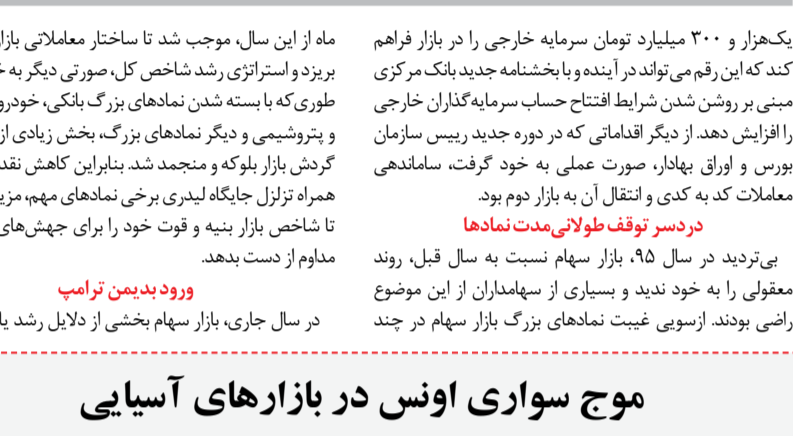 یک‌هزار و ۳۰۰ میلیارد تومان سرمایه خارجی را در بازار فراهم
کند که این رقم می‌تواند در آینده و با بخشنامه جدید بانک مرکزی
مبنی بر روشن شدن شرایط افتتاح حساب سرمایه‌گذاران خارجی
را افزایش دهد. از دیگر اقداماتی که در دوره جدید رییس سازمان
بورس و اوراق بهادار، صورت عملی به خود گرفت، ساماندهی
معاملات کد به کدی و انتقال آن به بازار دوم بود.
دردسر توقف طولانی‌مدت نمادها
بی‌تردید در سال ۹۵، بازار سهام نسبت به سال قبل، روند
معقولی را به خود ندید و بسیاری از سهامداران از این موضوع
راضی بودند. ازسویی غیبت نمادهای بزرگ بازار سهام در چند
ماه از این سال، موجب شد تا ساختار معاملاتی
بریزد و استراتژی رشد شاخص کل، صورتی دیگر به
طوری‌که با بسته شدن نمادهای بزرگ بانکی، خودرو
و پتروشیمی و دیگر نمادهای بزرگ، بخش زیادی از
گردش بازار بلوکه و منجمد شد. بنابراین کاهش نقد
همراه تزلزل جایگاه لیدری برخی نمادهای مهم،
تا شاخص بازار بنیه و قوت خود را برای جهش‌های
مداوم از دست بدهد.
ورود بدیمن ترامپ
در سال جاری، بازار سهام بخشی از دلایل رشد
موج سواری اونس در بازارهای آسیایی